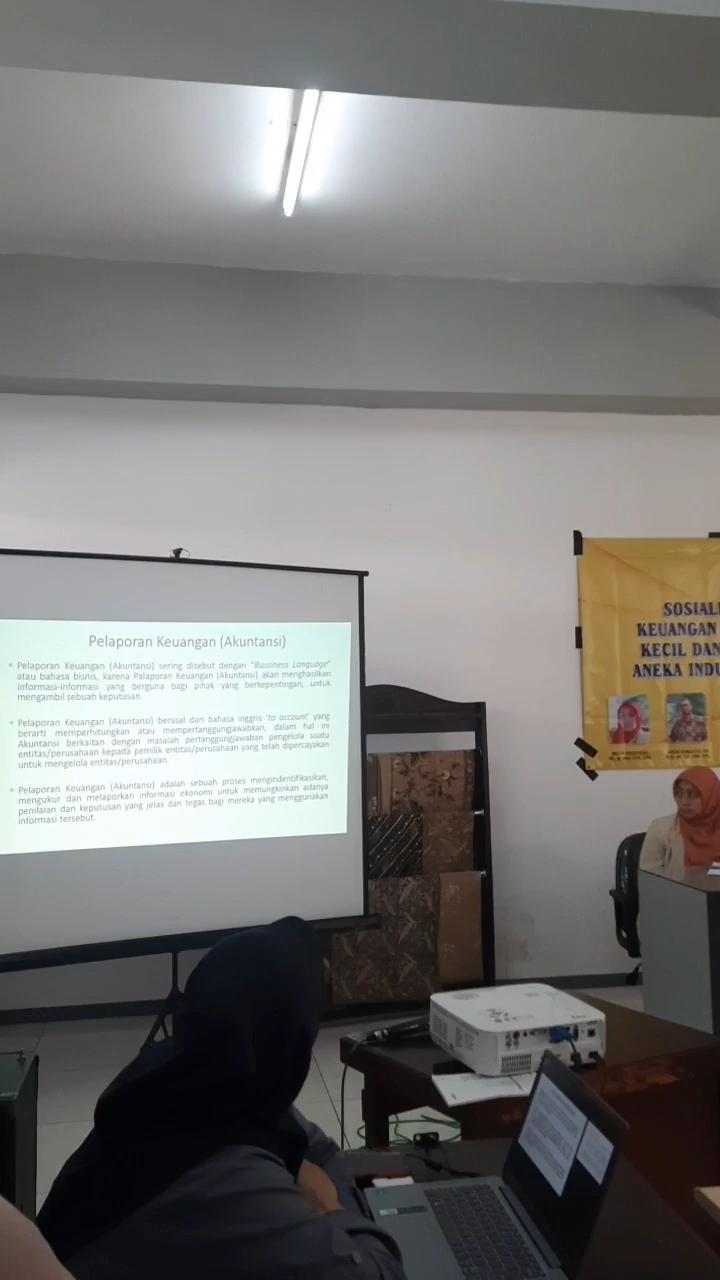 Pelaporan Keuangan (Akuntansi)
• Pelaporan Keuangan (Akuntansi) sering disebut dengan "Bussiness Language"
atau bahasa bisnis, karena Palaporan Keuangan (Akuntansi) akan menghasilkan
informasi-informasi yang berguna bagi pihak yang berkepentingan, untuk
mengambil sebuah keputusan.
• Pelaporan Keuangan (Akuntansi) berasal dari bahasa inggris 'to account' yang
berarti memperhitungkan atau mempertanggungjawabkan, dalam hal ini
Akuntansi berkaitan dengan masalah pertanggungjawaban pengelola suatu
entitas/perusahaan kepada pemilik entitas/perusahaan yang telah dipercayakan
untuk mengelola entitas/perusahaan.
• Pelaporan Keuangan (Akuntansi) adalah sebuah proses mengindentifikasikan,
mengukur dan melaporkan informasi ekonomi untuk memungkinkan adanya
penilaian dan keputusan yang jelas dan tegas bagi mereka yang menggunakan
informasi tersebut.
SOSIALI
KEUANGAN
KECIL DAN
ANEKA INDU